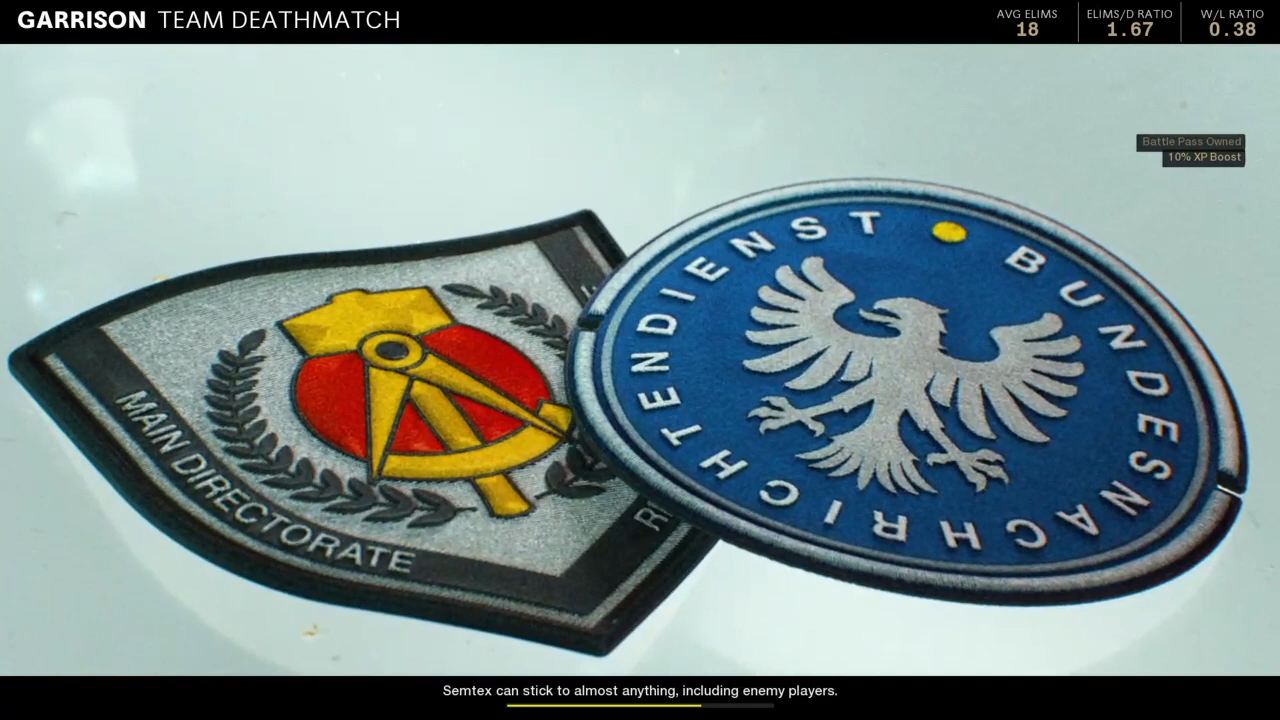 GARRISON TEAM DEATHMATCH
AVG ELIMS
18
ELIMS/D RATIO
1.67
W/L RATIO
0.38
Battle Pass Owned
10% XP Boost
BUNDESNACHRICHTENDIENST
MAIN DIRECTORATE
R
Semtex can stick to almost anything, including enemy players.